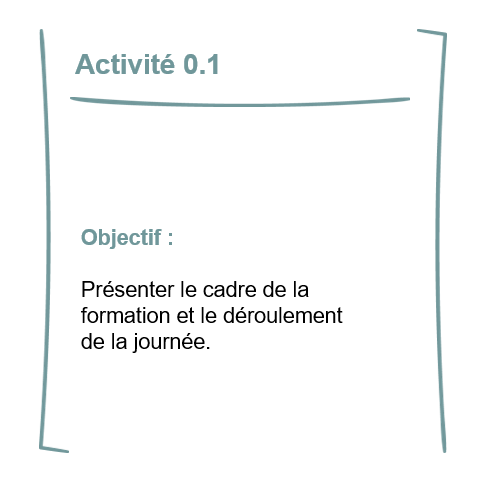 Activité 0.1
Objectif :
Présenter le cadre de la
formation et le déroulement
de la journée.